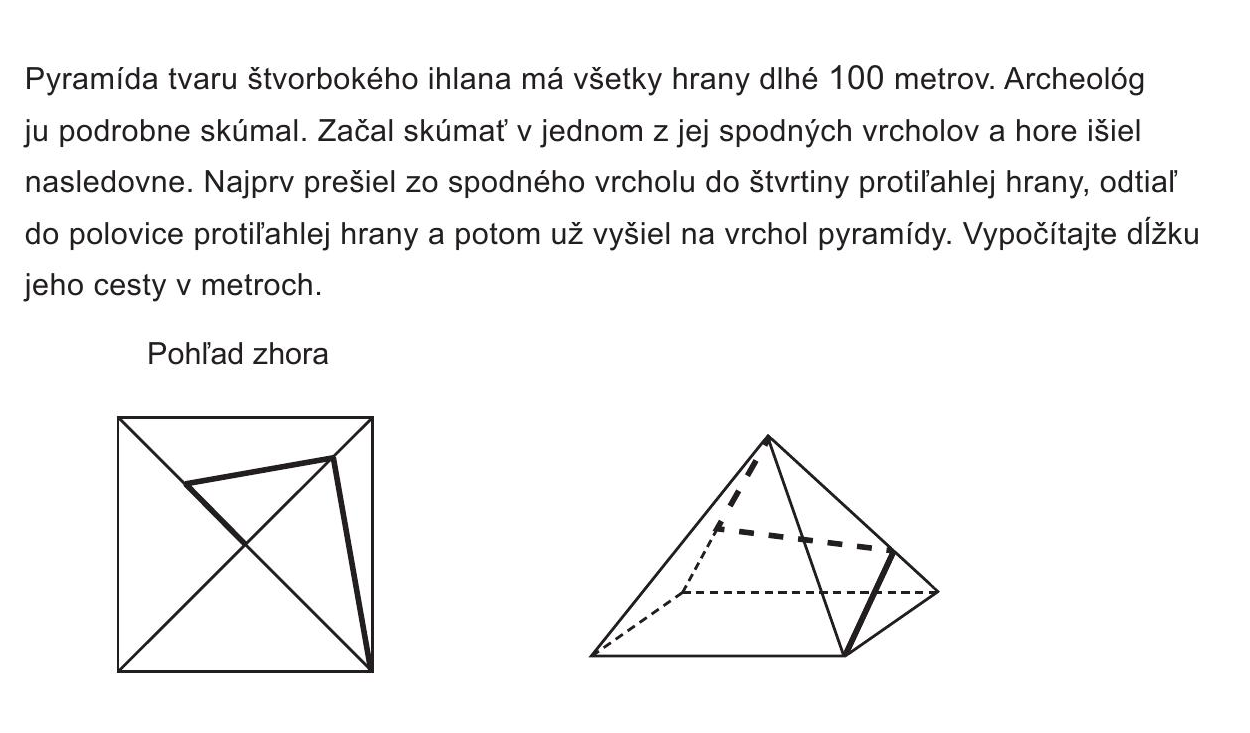 Pyramída tvaru štvorbokého ihlana má všetky hrany dlhé 100 metrov. Archeológ
ju podrobne skúmal. Začal skúmať v jednom z jej spodných vrcholov a hore išiel
nasledovne. Najprv prešiel zo spodného vrcholu do štvrtiny protiľahlej hrany, odtiaľ
do polovice protiľahlej hrany a potom už vyšiel na vrchol pyramídy. Vypočítajte dĺžku
jeho cesty v metroch.
Pohľad zhora